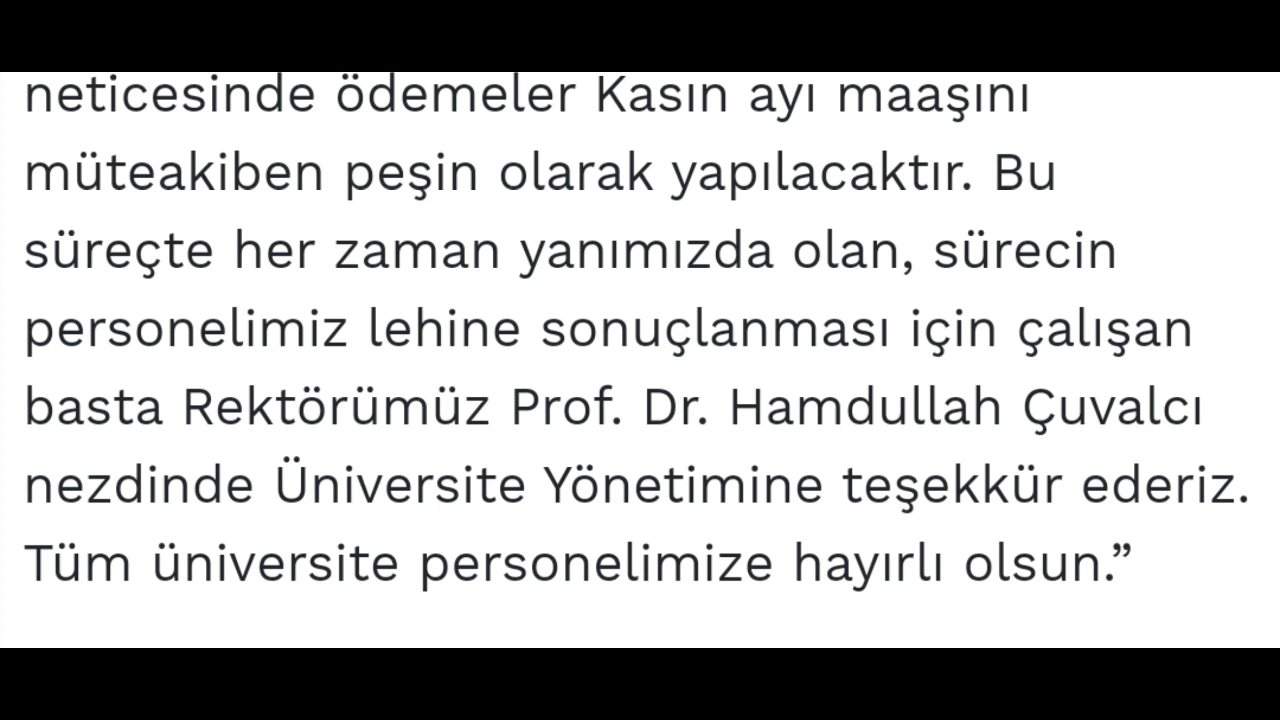 neticesinde ödemeler Kasın ayı maaşını
müteakiben peşin olarak yapılacaktır. Bu
süreçte her zaman yanımızda olan, sürecin
personelimiz lehine sonuçlanması için çalışan
basta Rektörümüz Prof. Dr. Hamdullah Çuvalcı
nezdinde Üniversite Yönetimine teşekkür ederiz.
Tüm üniversite personelimize hayırlı olsun.”